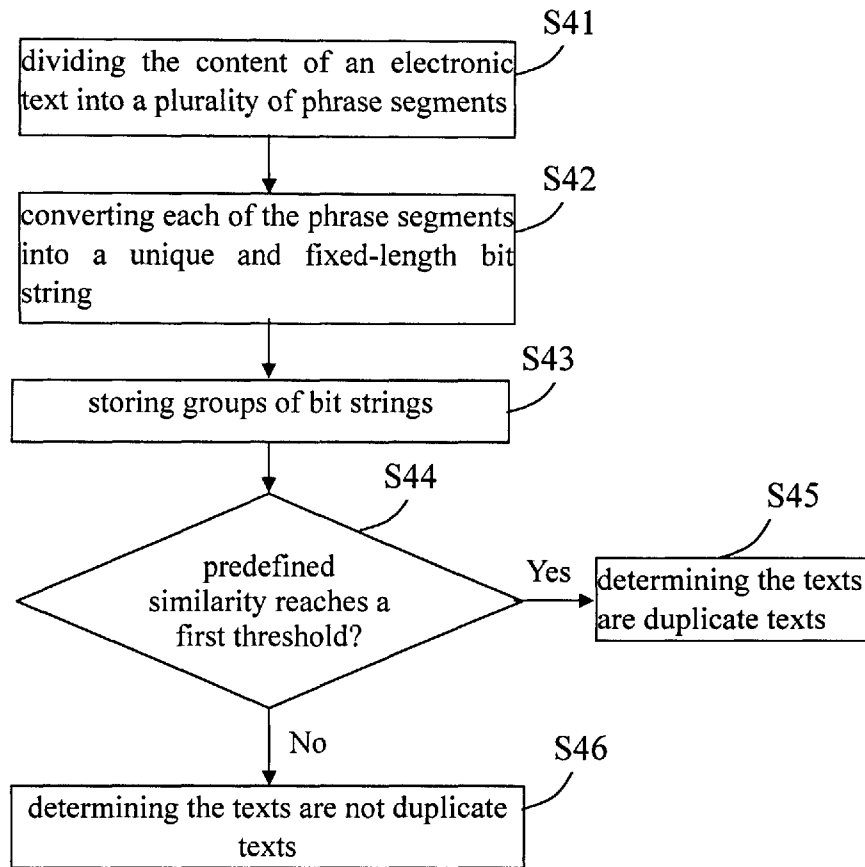 S41
dividing the content of an electronic
text into a plurality of phrase segments
S42
converting each of the phrase segments
into a unique and fixed-length bit
string
S43
storing groups of bit strings
S44
predefined
similarity reaches a
first threshold?
Yes
S45
determining the texts
are duplicate texts
No
S46
determining the texts are not duplicate
texts